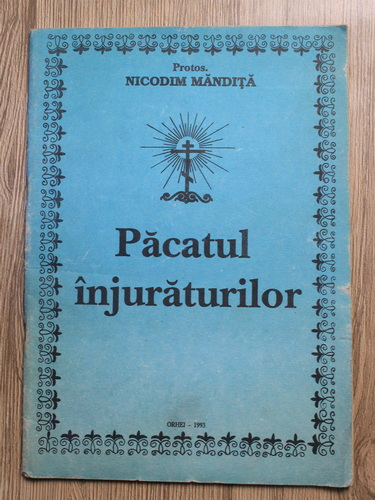 Protos.
NICODIM MĂNDIȚĂ
Păcatul
înjurăturilor
ORHEI – 1993